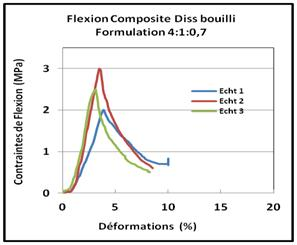 Flexion Composite Diss bouilli
Formulation 4:1:0,7
Contraintes de Flexion (MPa)
3
2
1
0
Echt 1
Echt 2
Echt 3
0
5
10
15
Déformations (%)